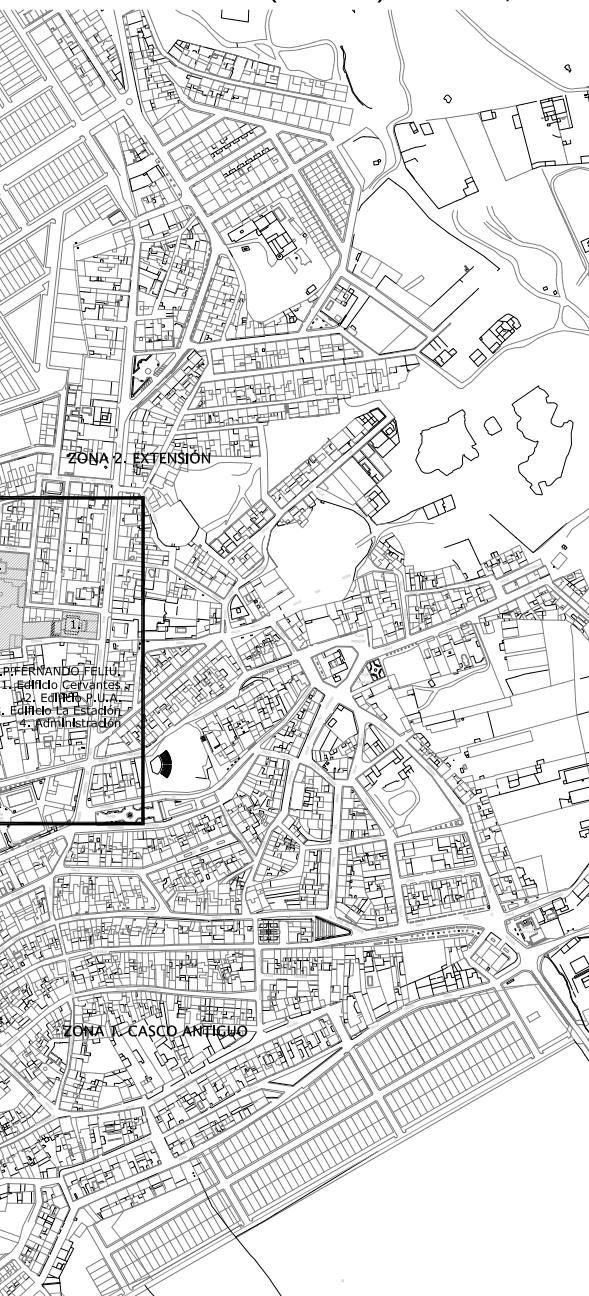 ZONA 2. EXTENSIÓN
1.
.P.FERNANDO FELIU.
1. Edificio Cervantes
2. Edificio P.U.A.
. Edificio La Estación
4. Administración
ZONA 1. CASCO ANTIGUO